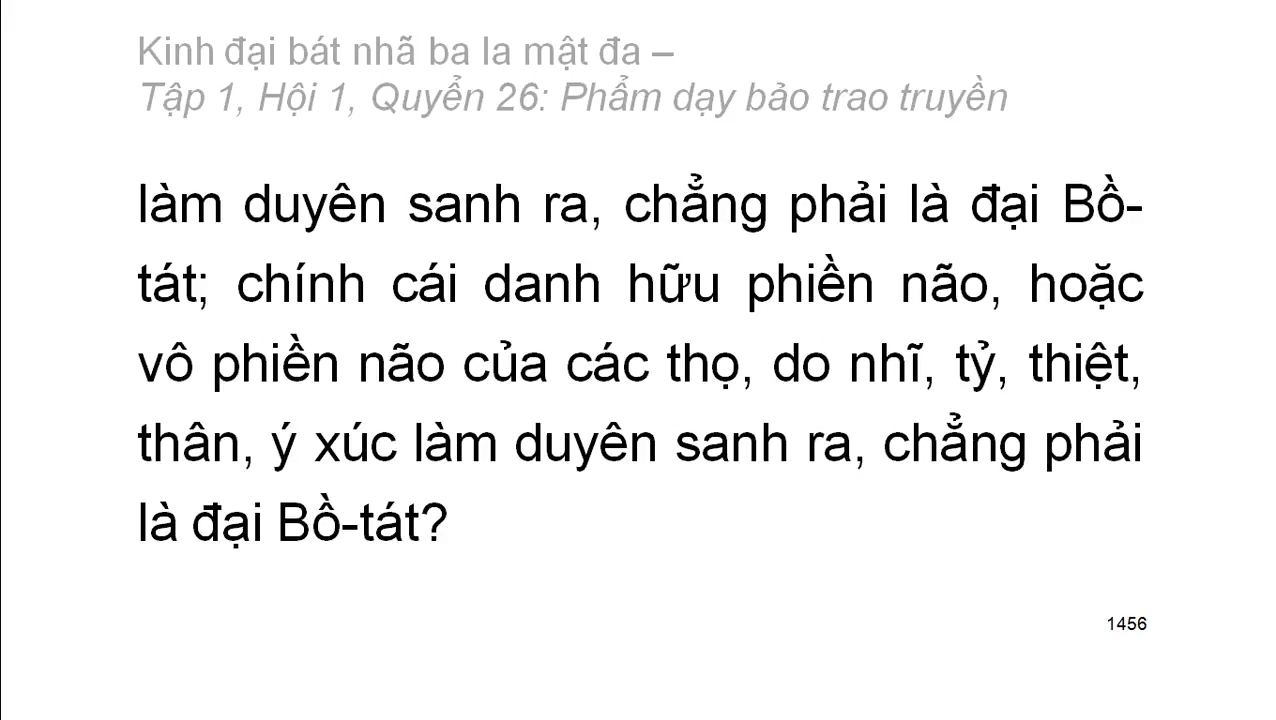 Kinh đại bát nhã ba la mật đa –
Tập 1, Hội 1, Quyển 26: Phẩm dạy bảo trao truyền
làm duyên sanh ra, chẳng phải là đại Bồ-
tát; chính cái danh hữu phiền não, hoặc
vô phiền não của các thọ, do nhĩ, tỷ, thiệt,
thân, ý xúc làm duyên sanh ra, chẳng phải
là đại Bồ-tát?
1456